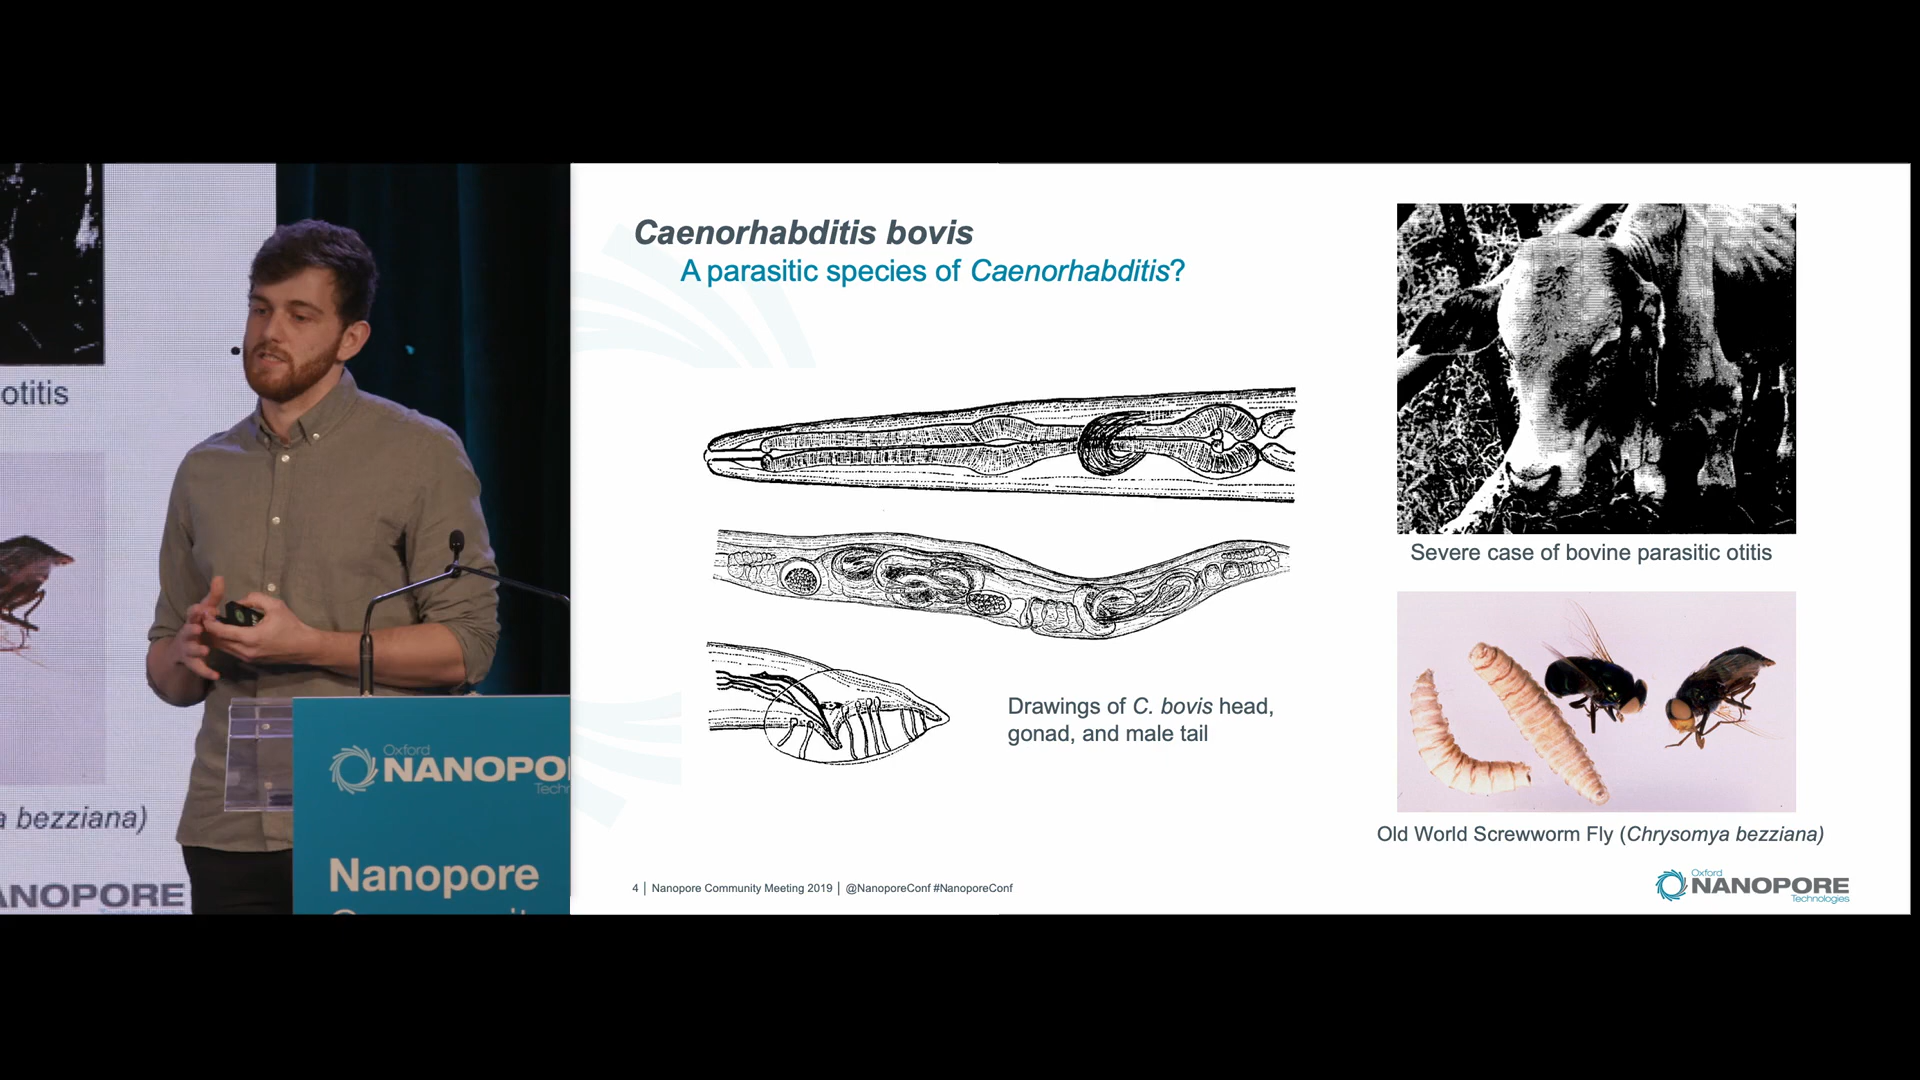 otitis
a bezziana)
ANOPORE
Oxford
NANOPO
Techn
Nanopore
Caenorhabditis bovis
A parasitic species of Caenorhabditis?
Drawings of C. bovis head,
gonad, and male tail
Severe case of bovine parasitic otitis
Old World Screwworm Fly (Chrysomya bezziana)
4 | Nanopore Community Meeting 2019 | @NanoporeConf #NanoporeConf
Oxford
NANOPORE
Technologies